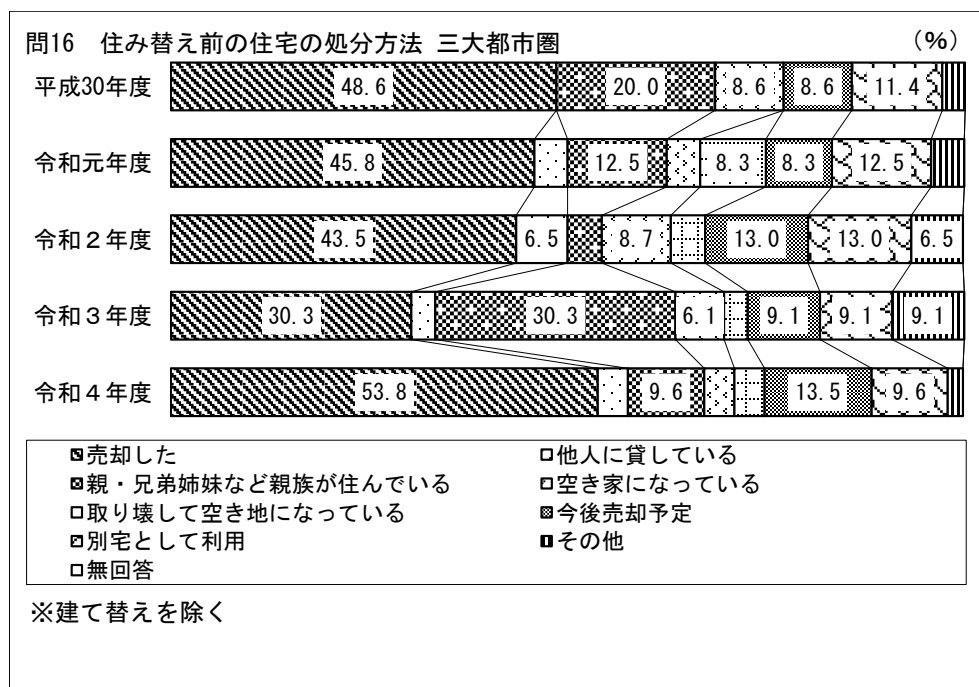 問16 住み替え前の住宅の処分方法 三大都市圏 (%)
平成30年度 48.6 20.0 8.6 8.6 11.4
令和元年度 45.8 12.5 8.3 8.3 12.5
令和２年度 43.5 6.5 8.7 13.0 13.0 6.5
令和３年度 30.3 30.3 6.1 9.1 9.1 9.1
令和４年度 53.8 9.6 13.5 9.6
売却した 他人に貸している
親・兄弟姉妹など親族が住んでいる 空き家になっている
取り壊して空き地になっている 今後売却予定
別宅として利用 その他
無回答
※建て替えを除く